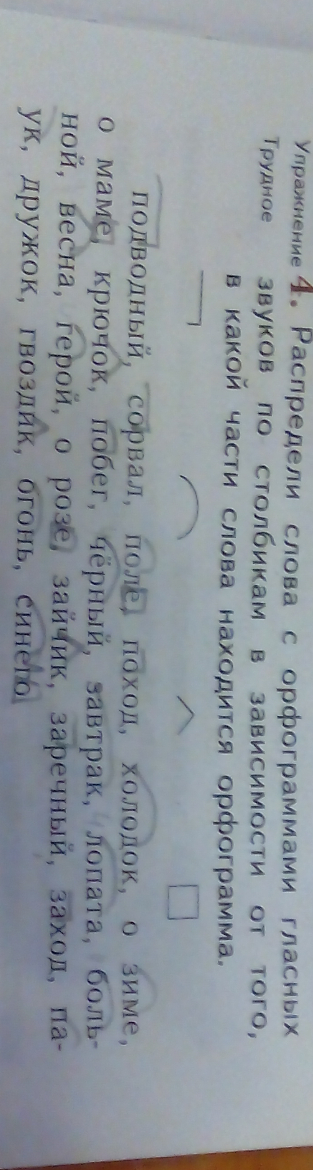 Упражнение 4. Распредели слова с орфограммами гласных
Трудное звуков по столбикам в зависимости от того,
в какой части слова находится орфограмма.
подводный, сорвал, поле, поход, холодок, о зиме,
о маме, крючок, побег, чёрный, завтрак, лопата, боль-
ной, весна, герой, о розе, зайчик, заречный, заход, па-
ук, дружок, гвоздик, огонь, синего